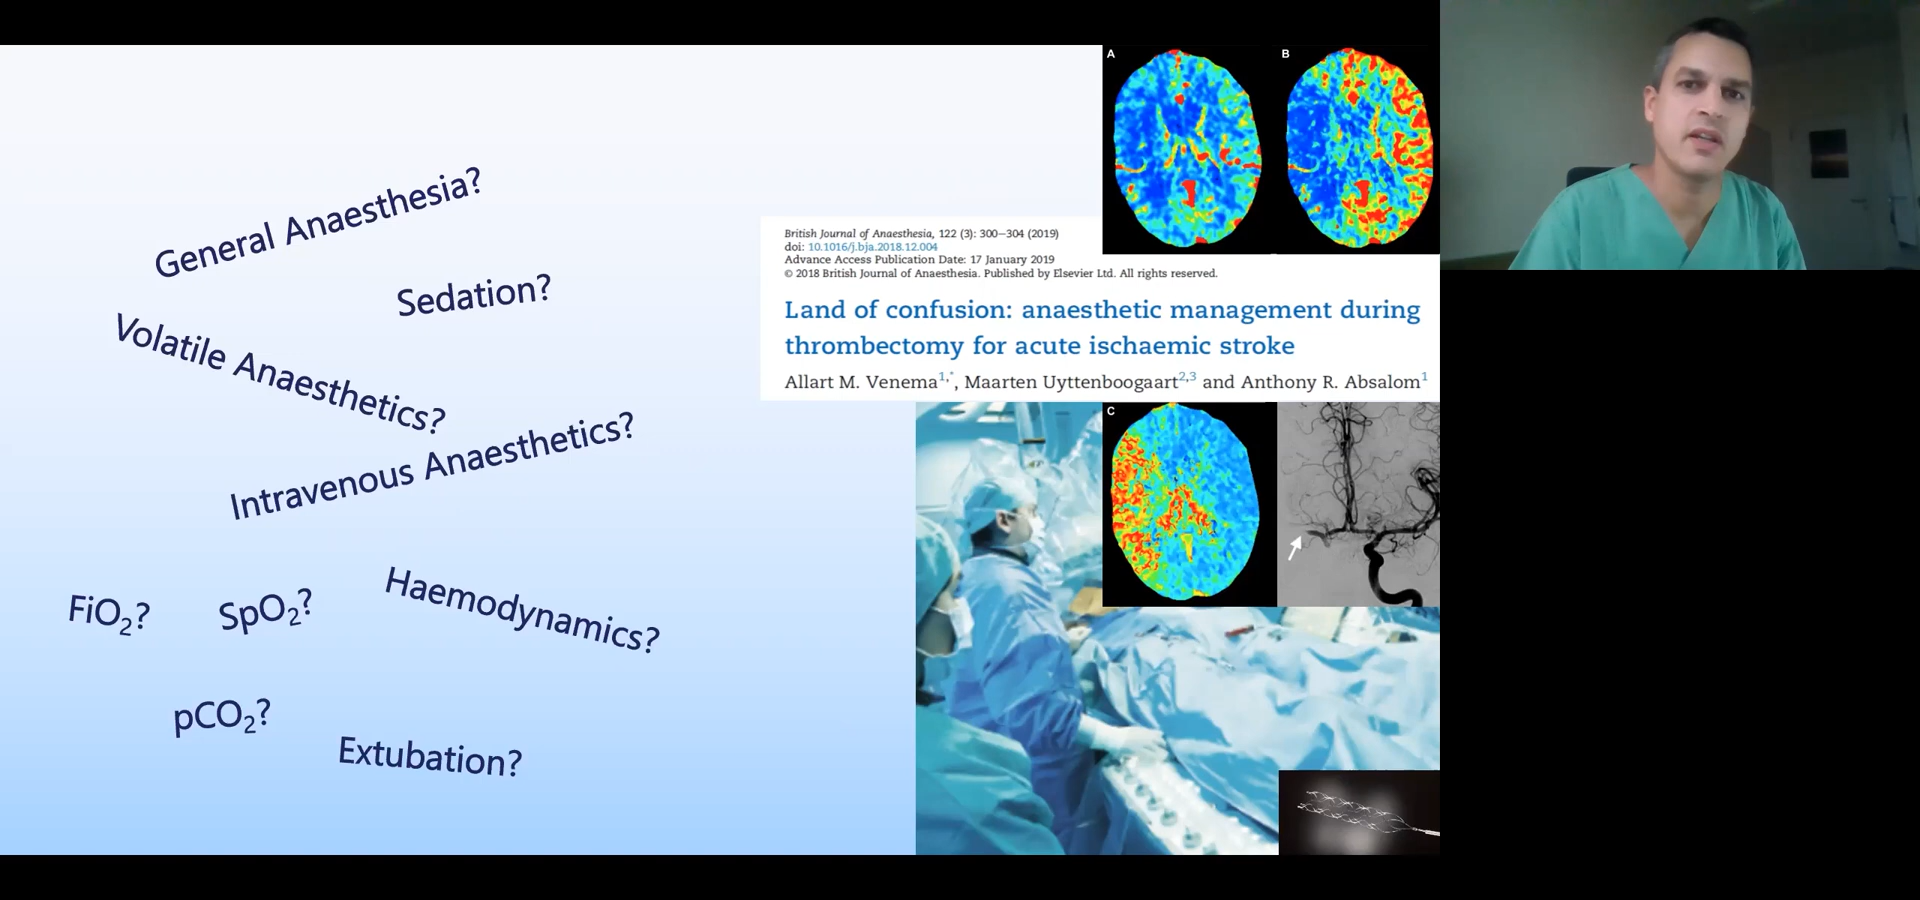 General Anaesthesia?
Sedation?
Volatile Anaesthetics?
Intravenous Anaesthetics?
FiO₂?
SpO₂?
Haemodynamics?
pCO₂?
Extubation?
A
B
British Journal of Anaesthesia, 122 (3): 300–304 (2019)
doi: 10.1016/j.bja.2018.12.004
Advance Access Publication Date: 17 January 2019
© 2018 British Journal of Anaesthesia. Published by Elsevier Ltd. All rights reserved.
Land of confusion: anaesthetic management during
thrombectomy for acute ischaemic stroke
Allart M. Venema1,*, Maarten Uyttenboogaart2,3 and Anthony R. Absalom1
C